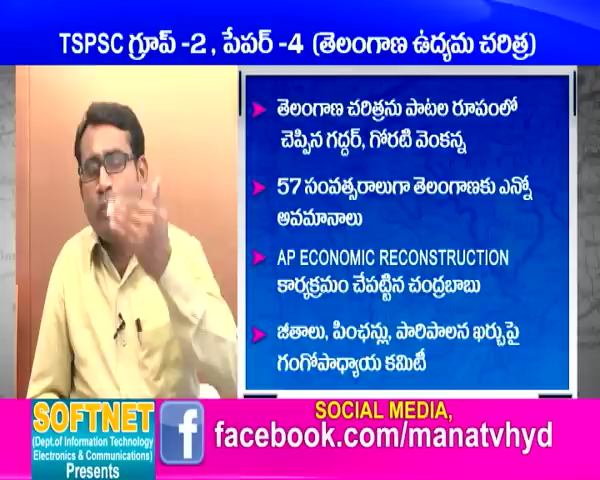 TSPSC గ్రూప్ -2 , పేపర్ -4 (తెలంగాణ ఉద్యమ చరిత్ర)
తెలంగాణ చరిత్రను పాటల రూపంలో
చెప్పిన గద్దర్, గోరటి వెంకన్న
57 సంవత్సరాలుగా తెలంగాణకు ఎన్నో
అవమానాలు
AP ECONOMIC RECONSTRUCTION
కార్యక్రమం చేపట్టిన చంద్రబాబు
జీతాలు, పింఛన్లు, పారిపాలన ఖర్చుపై
గంగోపాధ్యాయ కమిటీ
SOFTNET
(Dept.of Information Technology
Electronics & Communications)
Presents
f
SOCIAL MEDIA,
facebook.com/manatvhyd